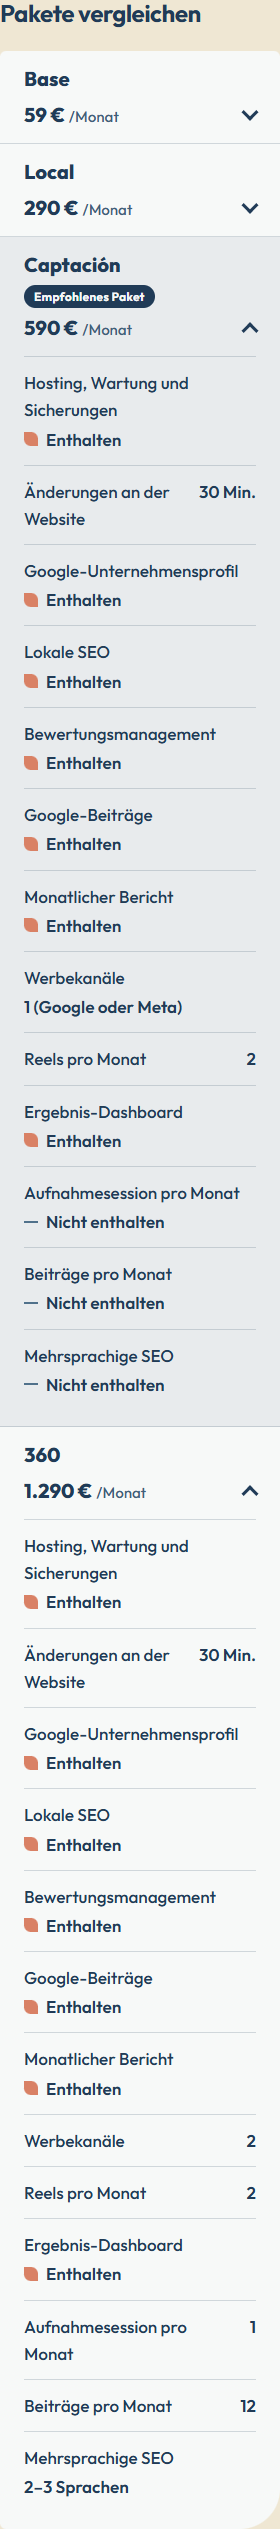 Pakete vergleichen
Base
59 € /Monat
Local
290 € /Monat
Captación
Empfohlenes Paket
590 € /Monat
Hosting, Wartung und
Sicherungen
Enthalten
Änderungen an der 30 Min.
Website
Google-Unternehmensprofil
Enthalten
Lokale SEO
Enthalten
Bewertungsmanagement
Enthalten
Google-Beiträge
Enthalten
Monatlicher Bericht
Enthalten
Werbekanäle
1 (Google oder Meta)
Reels pro Monat 2
Ergebnis-Dashboard
Enthalten
Aufnahmesession pro Monat
— Nicht enthalten
Beiträge pro Monat
— Nicht enthalten
Mehrsprachige SEO
— Nicht enthalten
360
1.290 € /Monat
Hosting, Wartung und
Sicherungen
Enthalten
Änderungen an der 30 Min.
Website
Google-Unternehmensprofil
Enthalten
Lokale SEO
Enthalten
Bewertungsmanagement
Enthalten
Google-Beiträge
Enthalten
Monatlicher Bericht
Enthalten
Werbekanäle 2
Reels pro Monat 2
Ergebnis-Dashboard
Enthalten
Aufnahmesession pro 1
Monat
Beiträge pro Monat 12
Mehrsprachige SEO
2–3 Sprachen